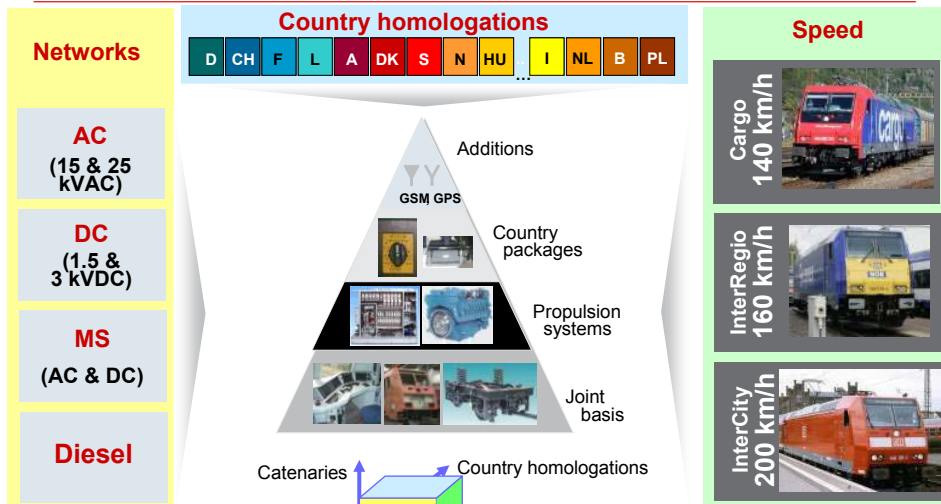 Country homologations
D CH F L A DK S N HU ... I NL B PL
Networks
AC
(15 & 25
kVAC)
DC
(1.5 &
3 kVDC)
MS
(AC & DC)
Diesel
Additions
GSM, GPS
Country
packages
Propulsion
systems
Joint
basis
Catenaries
Country homologations
Speed
Cargo
140 km/h
cargo
InterRegio
160 km/h
NOB
InterCity
200 km/h